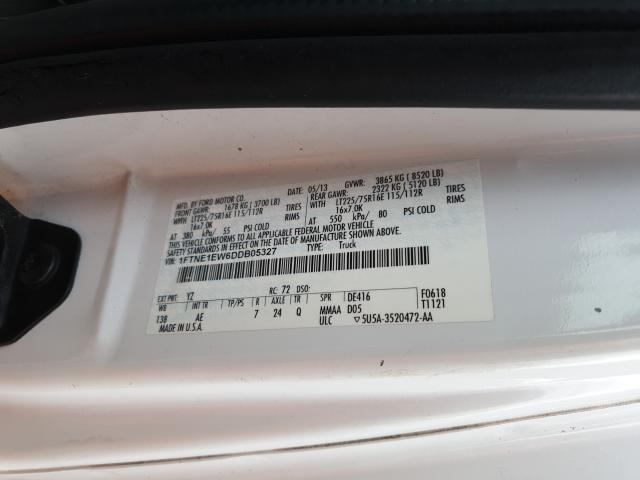 MFD. BY FORD MOTOR CO. DATE: 05/13 GVWR: 3865 KG ( 8520 LB)
FRONT GAWR: 1678 KG ( 3700 LB) REAR GAWR: 2322 KG ( 5120 LB)
WITH LT225/75R16E 115/112R TIRES WITH LT225/75R16E 115/112R TIRES
16x7.0K RIMS 16x7.0K RIMS
AT 380 kPa/ 55 PSI COLD AT 550 kPa/ 80 PSI COLD
THIS VEHICLE CONFORMS TO ALL APPLICABLE FEDERAL MOTOR VEHICLE
SAFETY STANDARDS IN EFFECT ON THE DATE OF MANUFACTURE SHOWN ABOVE.
1FTNE1EW6DDB05327 TYPE: Truck
EXT PNT: YZ RC: 72 DSO:
WB INT TR TP/PS R AXLE TR SPR DE416 F0618
138 AE 7 24 Q MMAA D05 T1121
MADE IN U.S.A. ULC ▽5U5A-3520472-AA